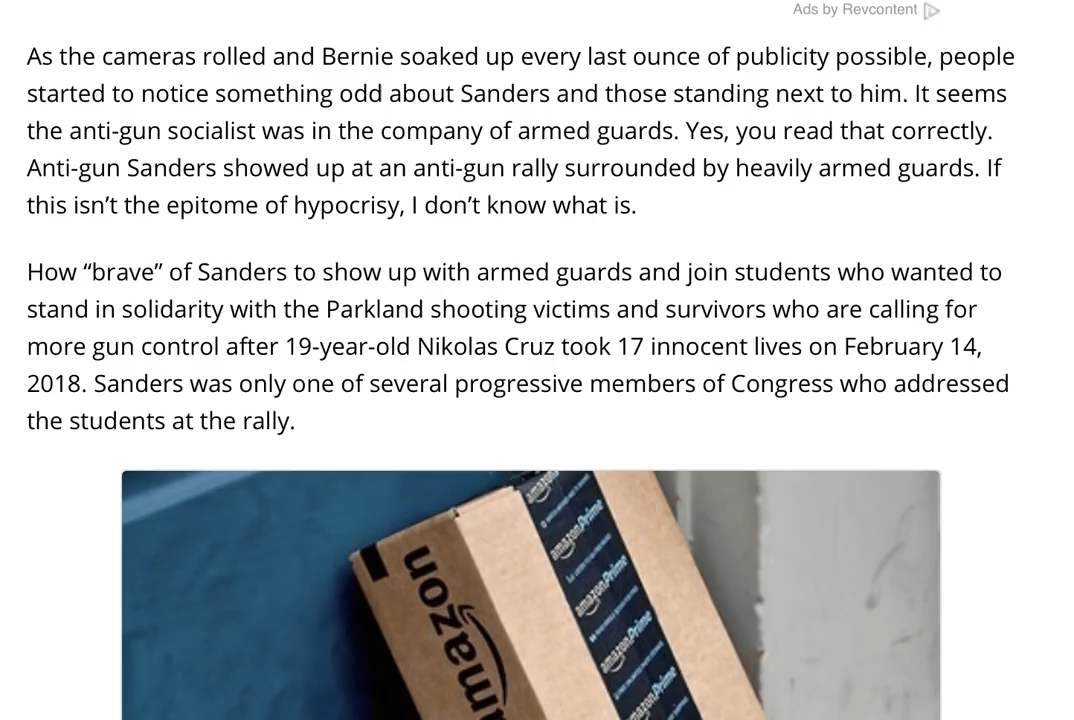 Ads by Revcontent
As the cameras rolled and Bernie soaked up every last ounce of publicity possible, people
started to notice something odd about Sanders and those standing next to him. It seems
the anti-gun socialist was in the company of armed guards. Yes, you read that correctly.
Anti-gun Sanders showed up at an anti-gun rally surrounded by heavily armed guards. If
this isn’t the epitome of hypocrisy, I don’t know what is.
How “brave” of Sanders to show up with armed guards and join students who wanted to
stand in solidarity with the Parkland shooting victims and survivors who are calling for
more gun control after 19-year-old Nikolas Cruz took 17 innocent lives on February 14,
2018. Sanders was only one of several progressive members of Congress who addressed
the students at the rally.
amazon
amazonPrime
amazonPrime
amazonPrime
amazonPrime
amazon